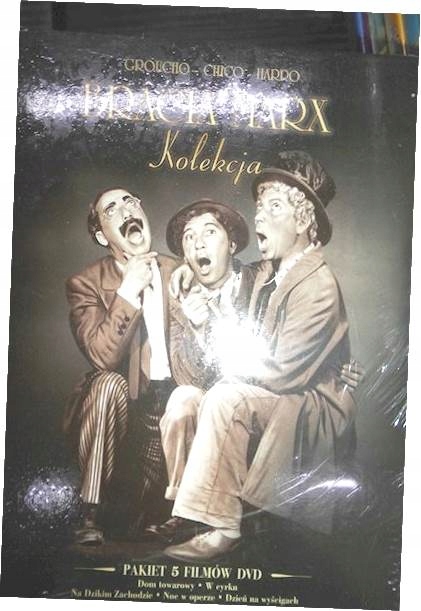 GROUCHO - CHICO - HARPO
BRACIA MARX
Kolekcja
PAKIET 5 FILMÓW DVD
Dom towarowy • W cyrku
Na Dzikim Zachodzie • Noc w operze • Dzień na wyścigach